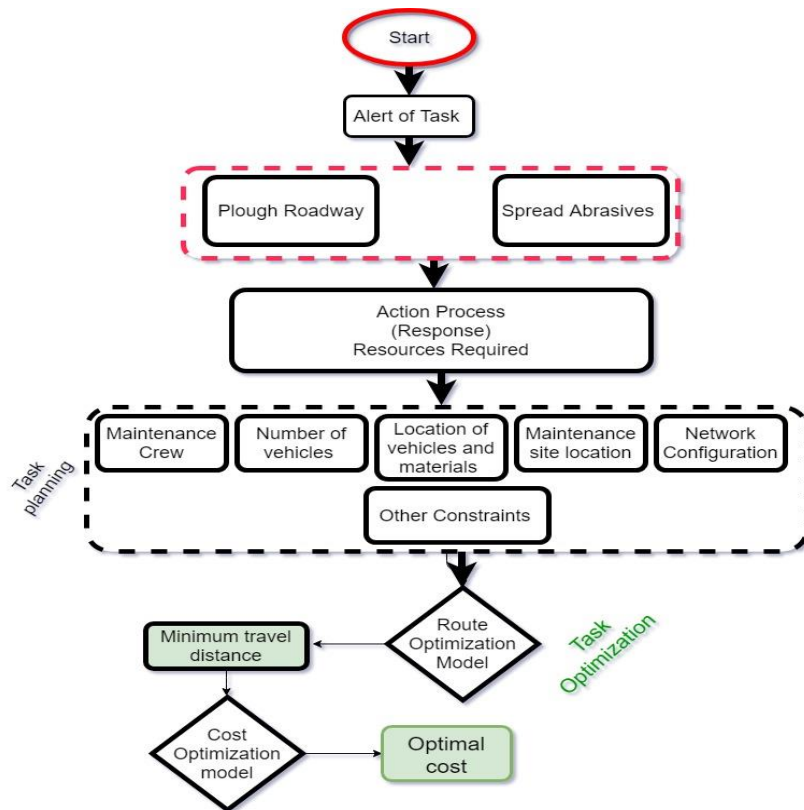 Start
Alert of Task
Plough Roadway
Spread Abrasives
Action Process
(Response)
Resources Required
Task
planning
Maintenance
Crew
Number of
vehicles
Location of
vehicles and
materials
Maintenance
site location
Network
Configuration
Other Constraints
Route
Optimization
Model
Task
Optimization
Minimum travel
distance
Cost
Optimization
model
Optimal
cost